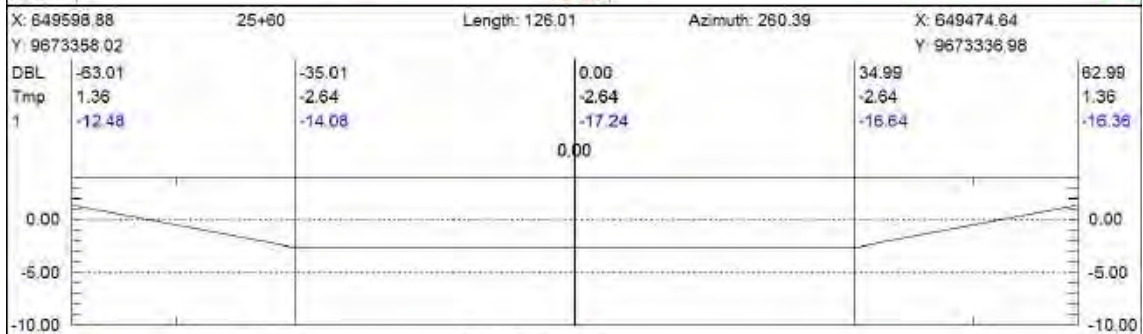 X: 649598.88 25+60 Length: 126.01 Azimuth: 260.39 X: 649474.64
Y: 9673358.02 Y: 9673336.98
DBL -63.01 -35.01 0.00 34.99 62.99
Tmp 1.36 -2.64 -2.64 -2.64 1.36
1 -12.48 -14.08 -17.24 -16.64 -16.36
0.00
0.00 0.00
-5.00 -5.00
-10.00 -10.00